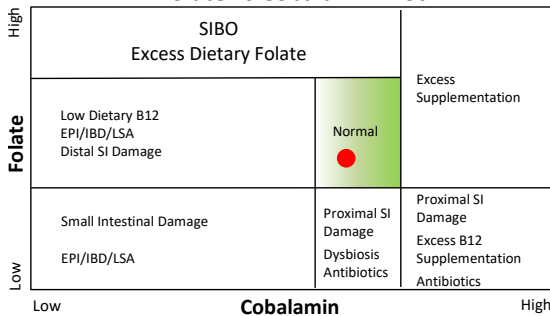 High
SIBO
Excess Dietary Folate
Excess
Supplementation
Low Dietary B12
EPI/IBD/LSA
Distal SI Damage
Normal
Folate
Small Intestinal Damage
EPI/IBD/LSA
Proximal SI
Damage
Dysbiosis
Antibiotics
Proximal SI
Damage
Excess B12
Supplementation
Antibiotics
Low
Low
Cobalamin
High